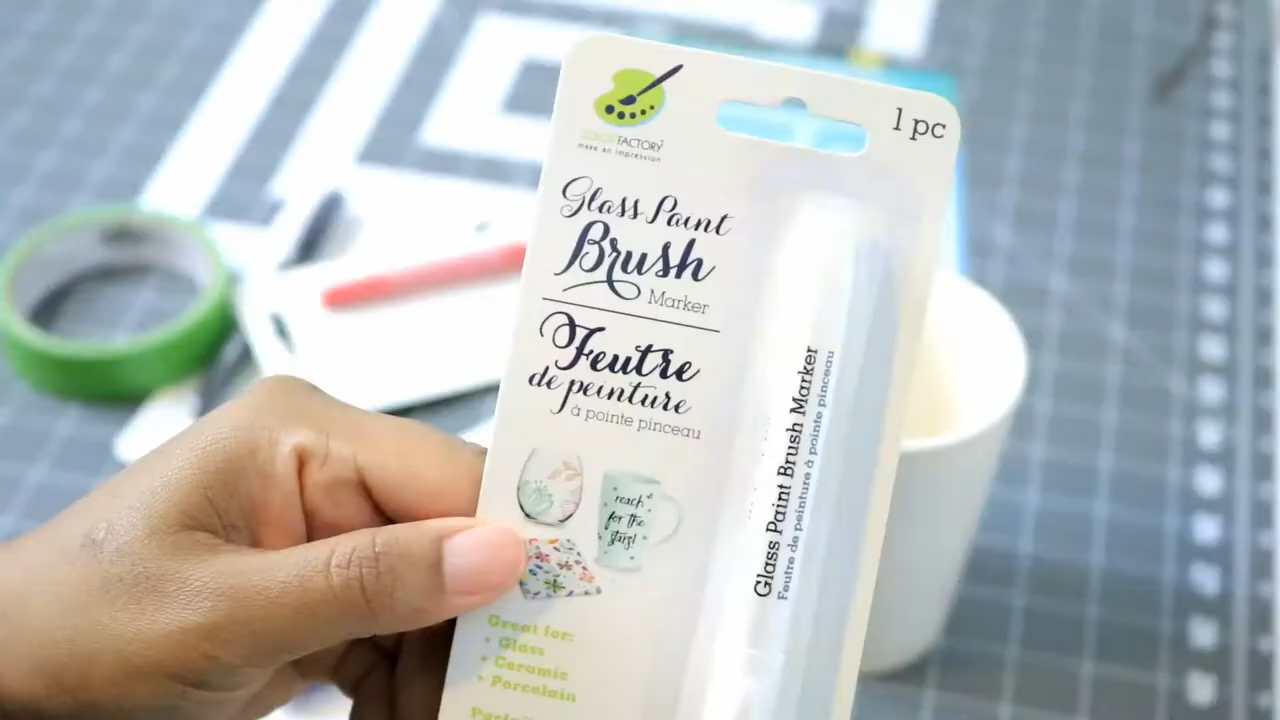 FACTORY
make an impression
1 pc
Glass Paint
Brush
Marker
Feutre
de peinture
à pointe pinceau
reach
for the
stars!
Great for:
• Glass
• Ceramic
• Porcelain
Glass Paint Brush Marker
Feutre de peinture à pointe pinceau